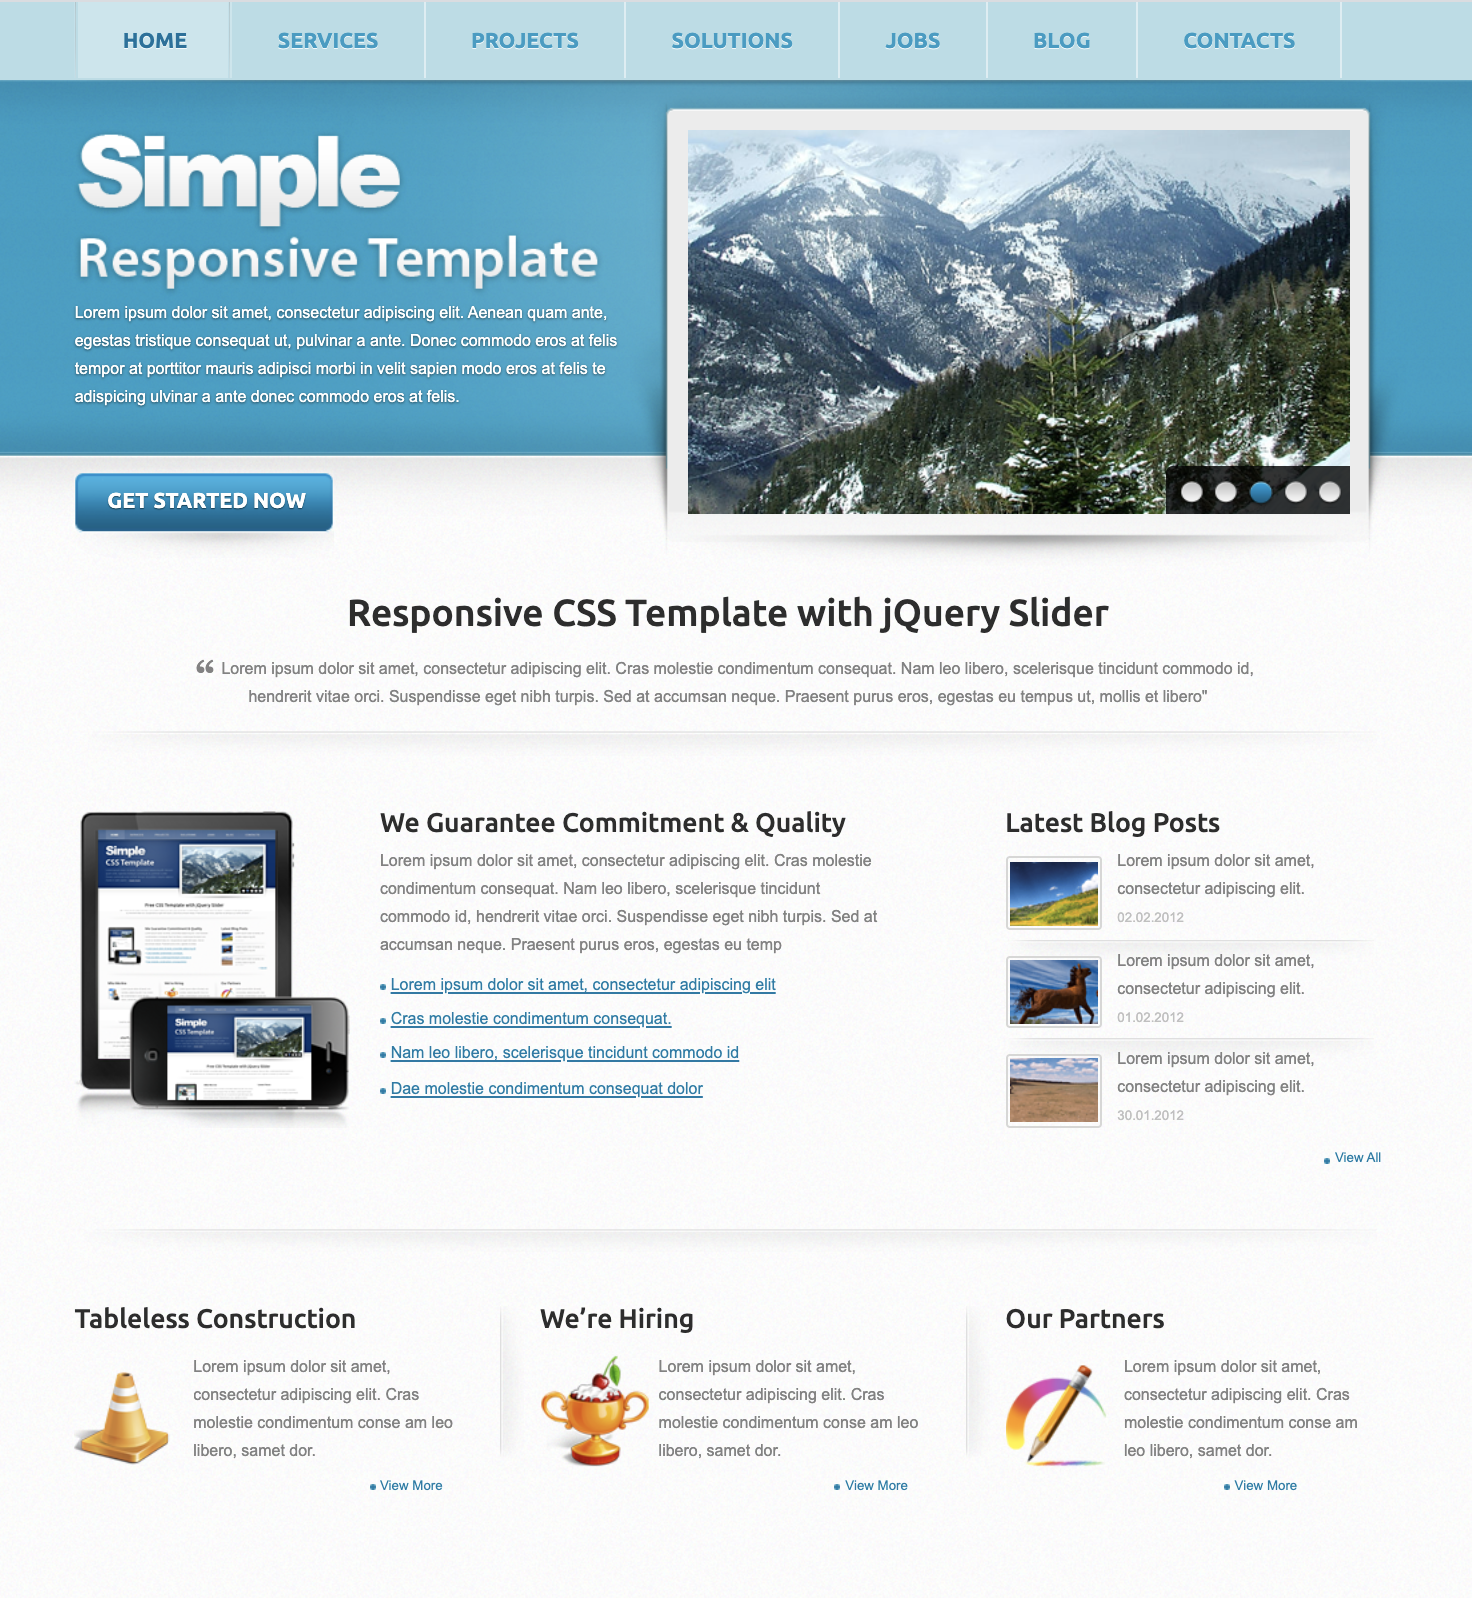 HOME SERVICES PROJECTS SOLUTIONS JOBS BLOG CONTACTS
Simple
Responsive Template
Lorem ipsum dolor sit amet, consectetur adipiscing elit. Aenean quam ante,
egestas tristique consequat ut, pulvinar a ante. Donec commodo eros at felis
tempor at porttitor mauris adipisci morbi in velit sapien modo eros at felis te
adispicing ulvinar a ante donec commodo eros at felis.
GET STARTED NOW
Responsive CSS Template with jQuery Slider
“ Lorem ipsum dolor sit amet, consectetur adipiscing elit. Cras molestie condimentum consequat. Nam leo libero, scelerisque tincidunt commodo id,
hendrerit vitae orci. Suspendisse eget nibh turpis. Sed at accumsan neque. Praesent purus eros, egestas eu tempus ut, mollis et libero"
Simple
CSS Template
Free CSS Template with jQuery Slider
Simple
CSS Template
We Guarantee Commitment & Quality
Lorem ipsum dolor sit amet, consectetur adipiscing elit. Cras molestie
condimentum consequat. Nam leo libero, scelerisque tincidunt
commodo id, hendrerit vitae orci. Suspendisse eget nibh turpis. Sed at
accumsan neque. Praesent purus eros, egestas eu temp
Lorem ipsum dolor sit amet, consectetur adipiscing elit
Cras molestie condimentum consequat.
Nam leo libero, scelerisque tincidunt commodo id
Dae molestie condimentum consequat dolor
Latest Blog Posts
Lorem ipsum dolor sit amet,
consectetur adipiscing elit.
02.02.2012
Lorem ipsum dolor sit amet,
consectetur adipiscing elit.
01.02.2012
Lorem ipsum dolor sit amet,
consectetur adipiscing elit.
30.01.2012
View All
Tableless Construction
Lorem ipsum dolor sit amet,
consectetur adipiscing elit. Cras
molestie condimentum conse am leo
libero, samet dor.
View More
We’re Hiring
Lorem ipsum dolor sit amet,
consectetur adipiscing elit. Cras
molestie condimentum conse am leo
libero, samet dor.
View More
Our Partners
Lorem ipsum dolor sit amet,
consectetur adipiscing elit. Cras
molestie condimentum conse am
leo libero, samet dor.
View More